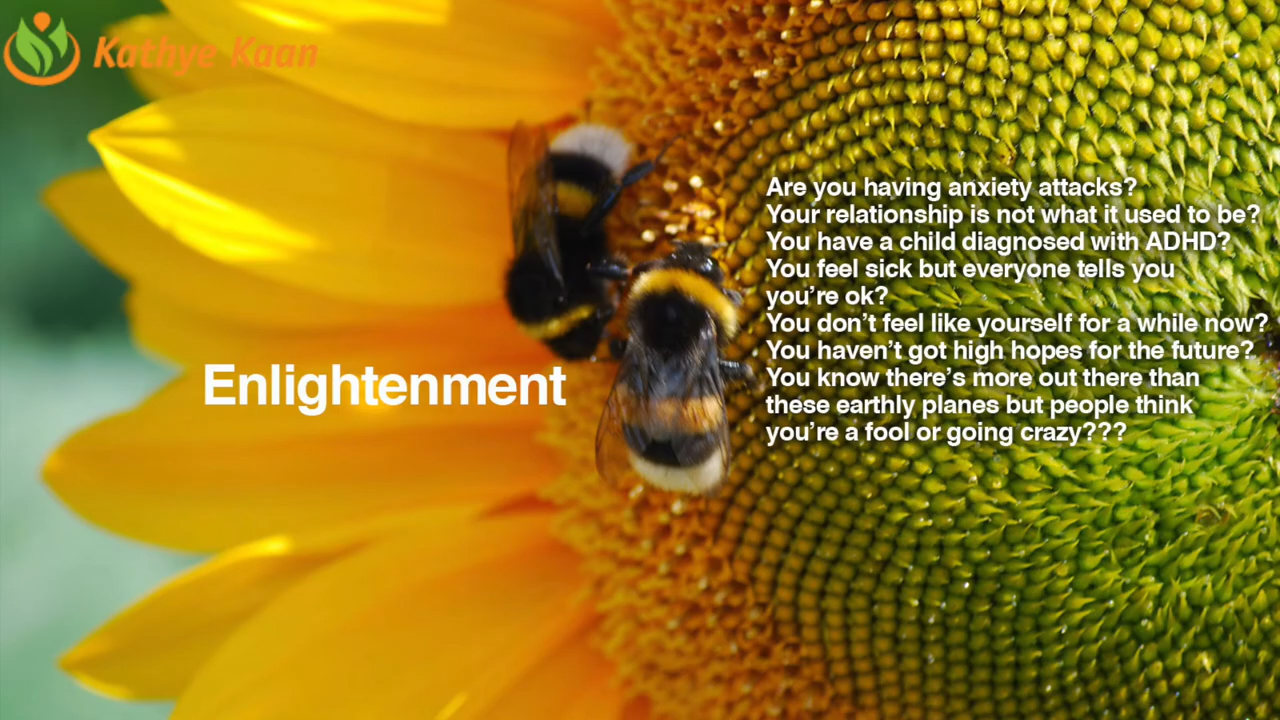 Kathye Kaan
Enlightenment
Are you having anxiety attacks?
Your relationship is not what it used to be?
You have a child diagnosed with ADHD?
You feel sick but everyone tells you
you’re ok?
You don’t feel like yourself for a while now?
You haven’t got high hopes for the future?
You know there’s more out there than
these earthly planes but people think
you’re a fool or going crazy???